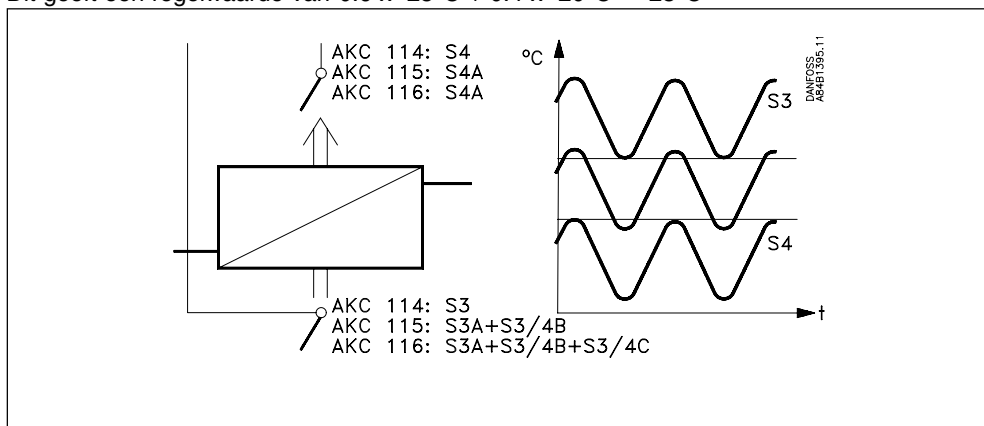 AKC 114: S4
AKC 115: S4A
AKC 116: S4A
°C
DANFOSS
A84B1395.11
S3
S4
t
AKC 114: S3
AKC 115: S3A+S3/4B
AKC 116: S3A+S3/4B+S3/4C